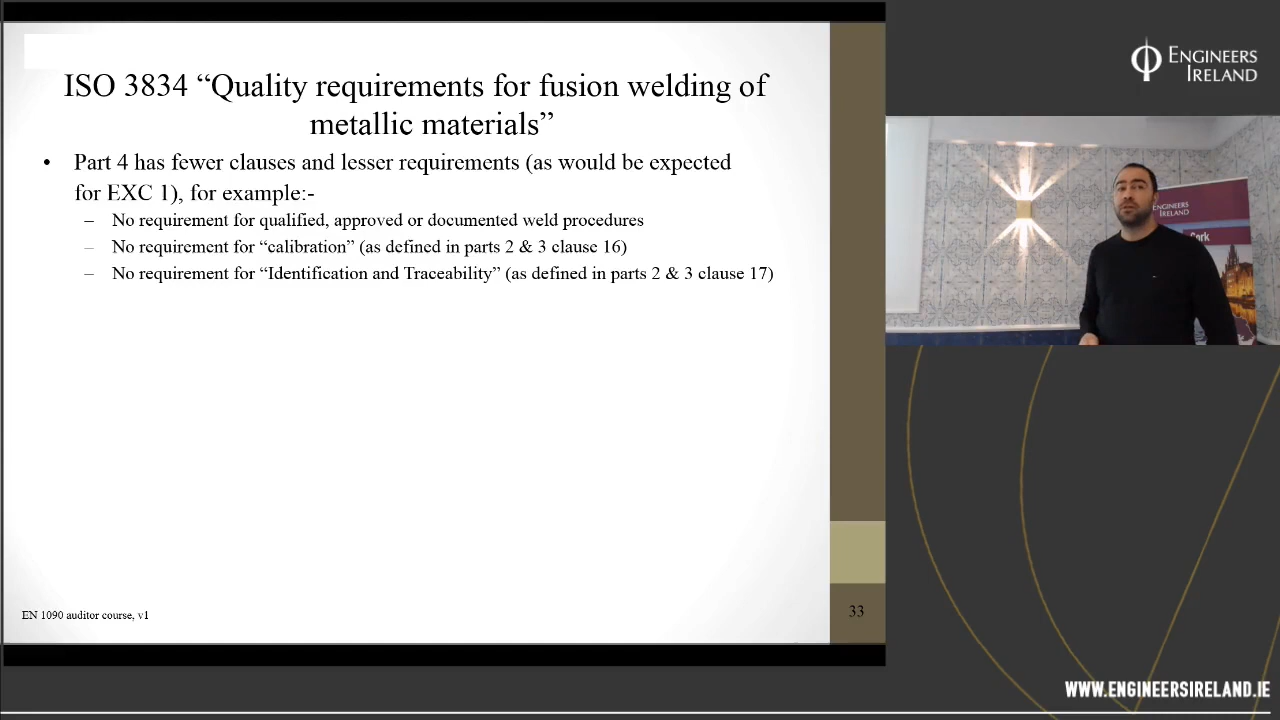 ISO 3834 “Quality requirements for fusion welding of
metallic materials”
• Part 4 has fewer clauses and lesser requirements (as would be expected
for EXC 1), for example:-
– No requirement for qualified, approved or documented weld procedures
– No requirement for “calibration” (as defined in parts 2 & 3 clause 16)
– No requirement for “Identification and Traceability” (as defined in parts 2 & 3 clause 17)
EN 1090 auditor course, v1
33
ENGINEERS
IRELAND
ENGINEERS
IRELAND
Cork
WWW.ENGINEERSIRELAND.IE